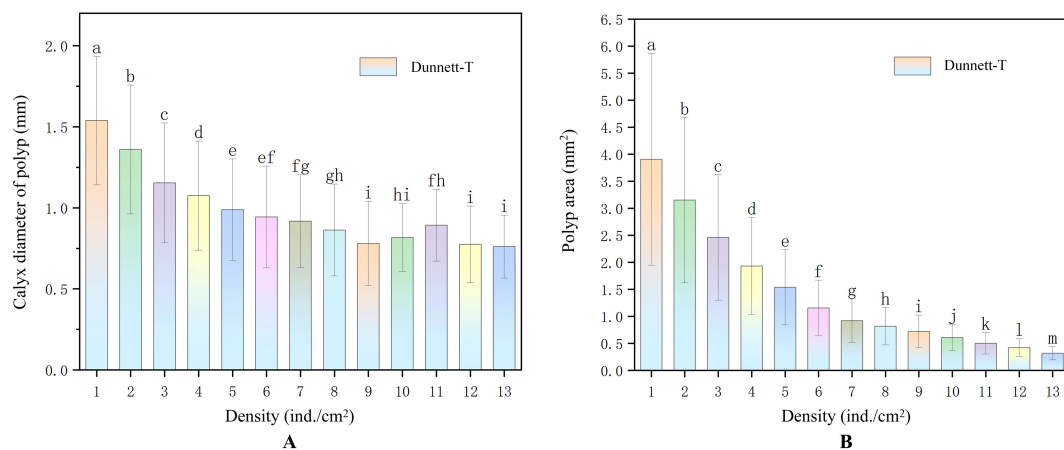 Calyx diameter of polyp (mm)
2.0
1.5
1.0
0.5
0.0
Dunnett-T
a
b
c
d
e
ef
fg
gh
i
hi
fh
i
i
1 2 3 4 5 6 7 8 9 10 11 12 13
Density (ind./cm²)
A
Polyp area (mm²)
6.5
6.0
5.5
5.0
4.5
4.0
3.5
3.0
2.5
2.0
1.5
1.0
0.5
0.0
Dunnett-T
a
b
c
d
e
f
g
h
i
j
k
l
m
1 2 3 4 5 6 7 8 9 10 11 12 13
Density (ind./cm²)
B